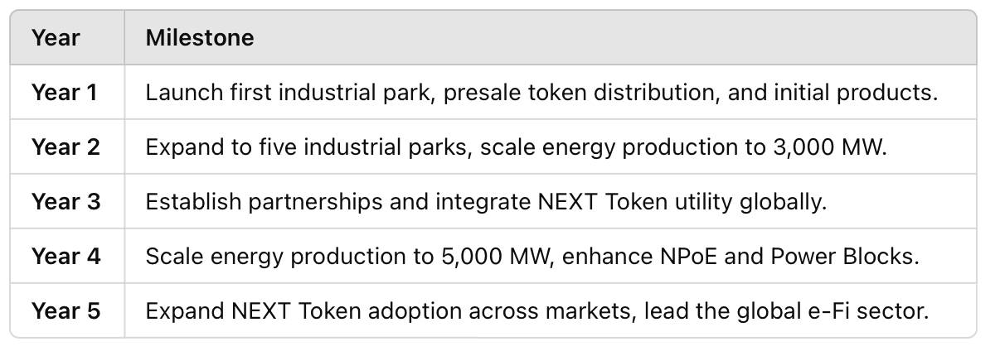 Year Milestone
Year 1 Launch first industrial park, presale token distribution, and initial products.
Year 2 Expand to five industrial parks, scale energy production to 3,000 MW.
Year 3 Establish partnerships and integrate NEXT Token utility globally.
Year 4 Scale energy production to 5,000 MW, enhance NPoE and Power Blocks.
Year 5 Expand NEXT Token adoption across markets, lead the global e-Fi sector.